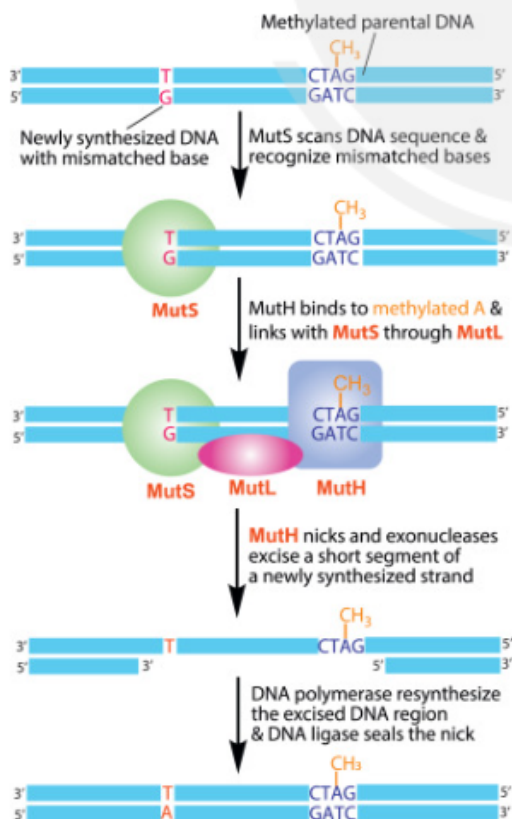 Methylated parental DNA
CH3
3' T CTAG 5'
5' G GATC 3'
Newly synthesized DNA
with mismatched base
MutS scans DNA sequence &
recognize mismatched bases
CH3
3' T CTAG 5'
5' G GATC 3'
MutS
MutH binds to methylated A &
links with MutS through MutL
CH3
3' T CTAG 5'
5' G GATC 3'
MutS MutL MutH
MutH nicks and exonucleases
excise a short segment of
a newly synthesized strand
CH3
3' T CTAG 5'
5' 3' 5' 3'
DNA polymerase resynthesize
the excised DNA region
& DNA ligase seals the nick
CH3
3' T CTAG 5'
5' A GATC 3'